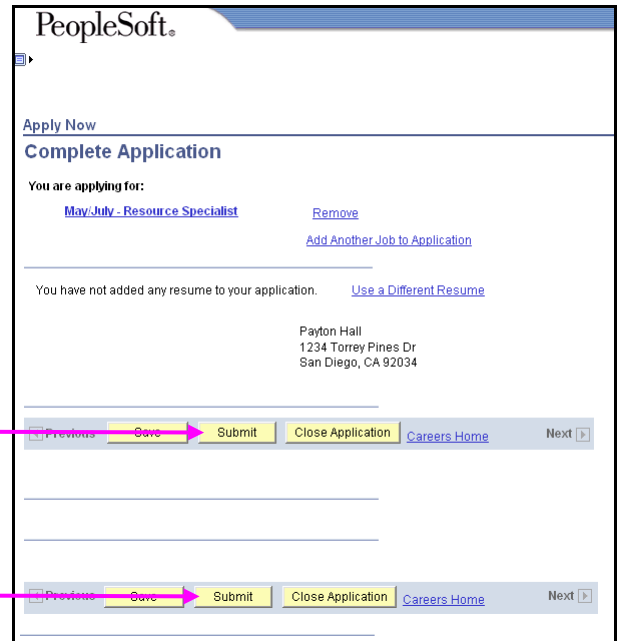 PeopleSoft.
Apply Now
Complete Application
You are applying for:
May/July - Resource Specialist Remove
Add Another Job to Application
You have not added any resume to your application. Use a Different Resume
Payton Hall
1234 Torrey Pines Dr
San Diego, CA 92034
Previous Save Submit Close Application Careers Home Next
Previous Save Submit Close Application Careers Home Next